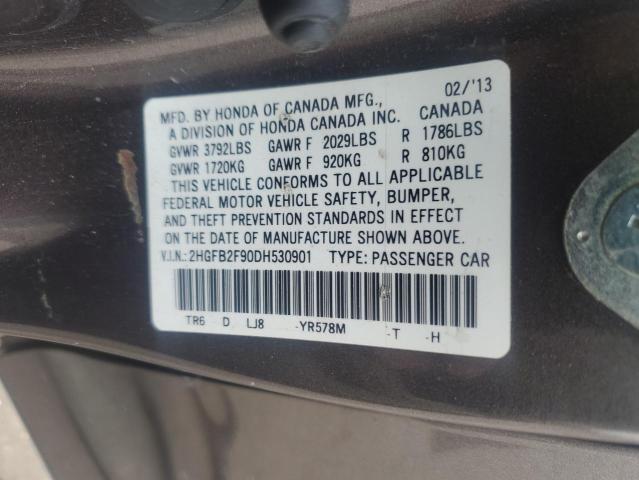 02/'13
MFD. BY HONDA OF CANADA MFG., CANADA
A DIVISION OF HONDA CANADA INC.
GVWR 3792LBS GAWR F 2029LBS R 1786LBS
GVWR 1720KG GAWR F 920KG R 810KG
THIS VEHICLE CONFORMS TO ALL APPLICABLE
FEDERAL MOTOR VEHICLE SAFETY, BUMPER,
AND THEFT PREVENTION STANDARDS IN EFFECT
ON THE DATE OF MANUFACTURE SHOWN ABOVE.
V.I.N.: 2HGFB2F90DH530901 TYPE: PASSENGER CAR
TR6 D LJ8 -YR578M -T -H